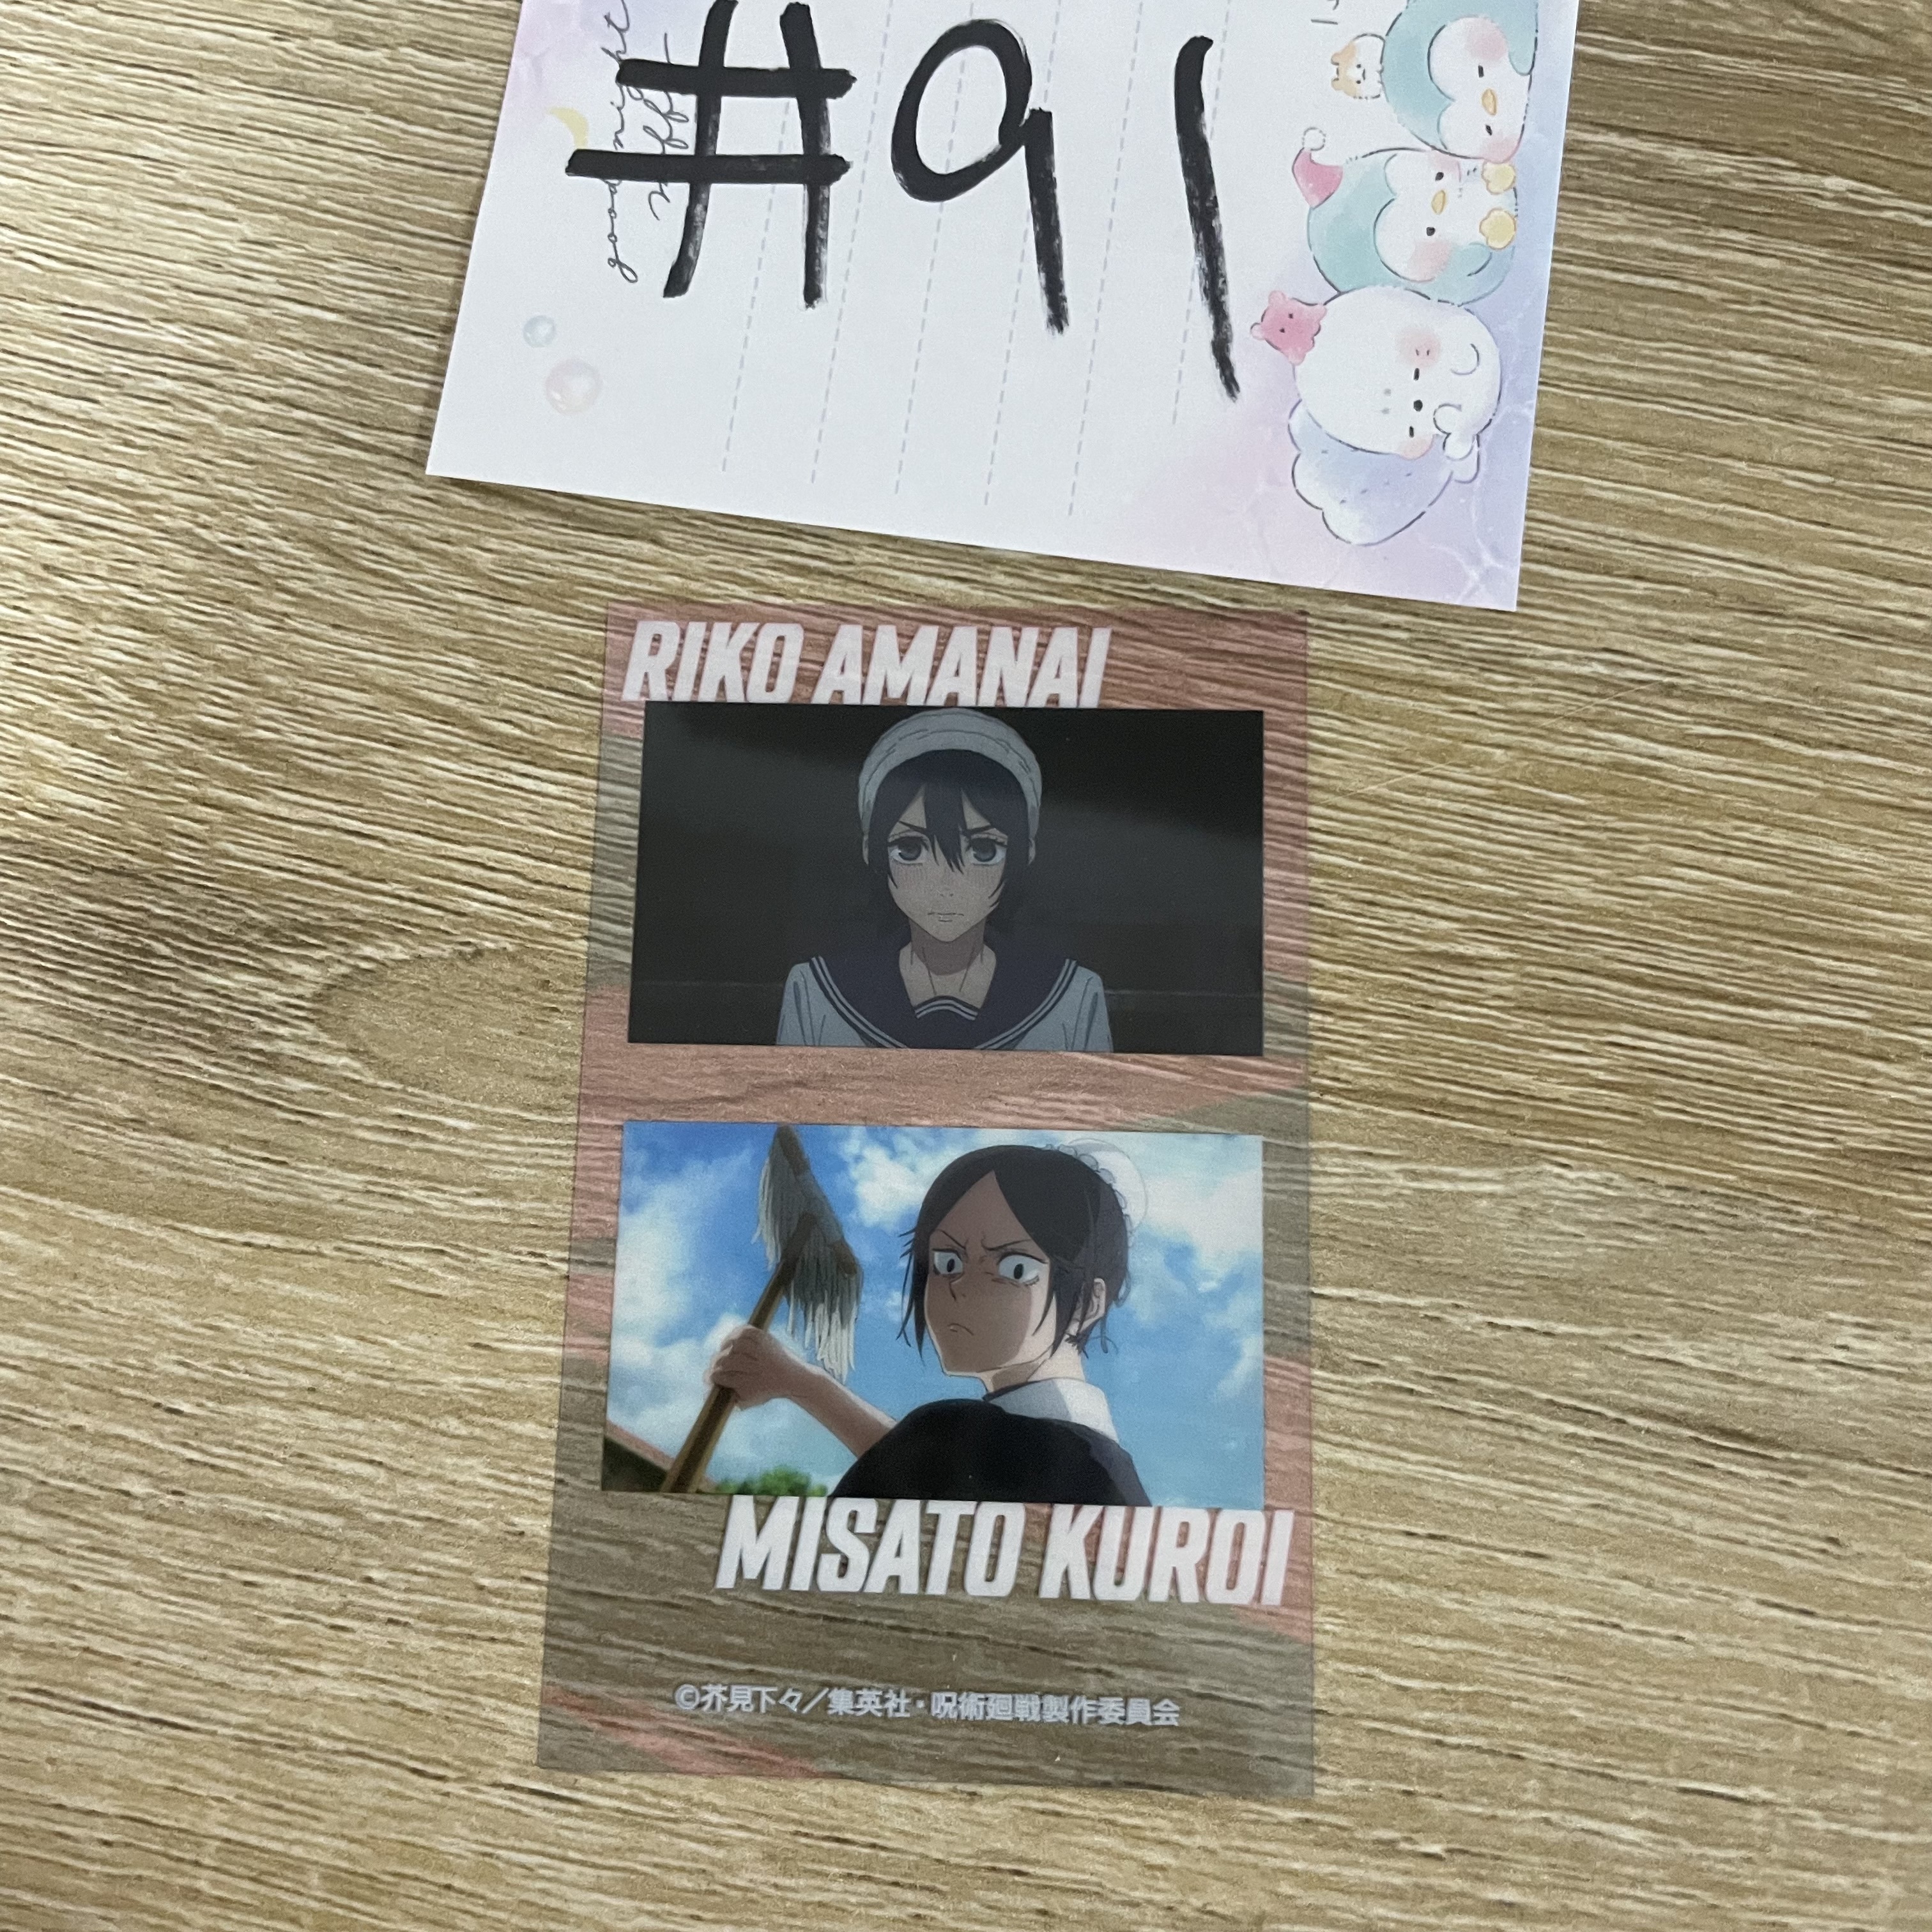 #91
good night
RIKO AMANAI
MISATO KUROI
©芥見下々／集英社・呪術廻戦製作委員会